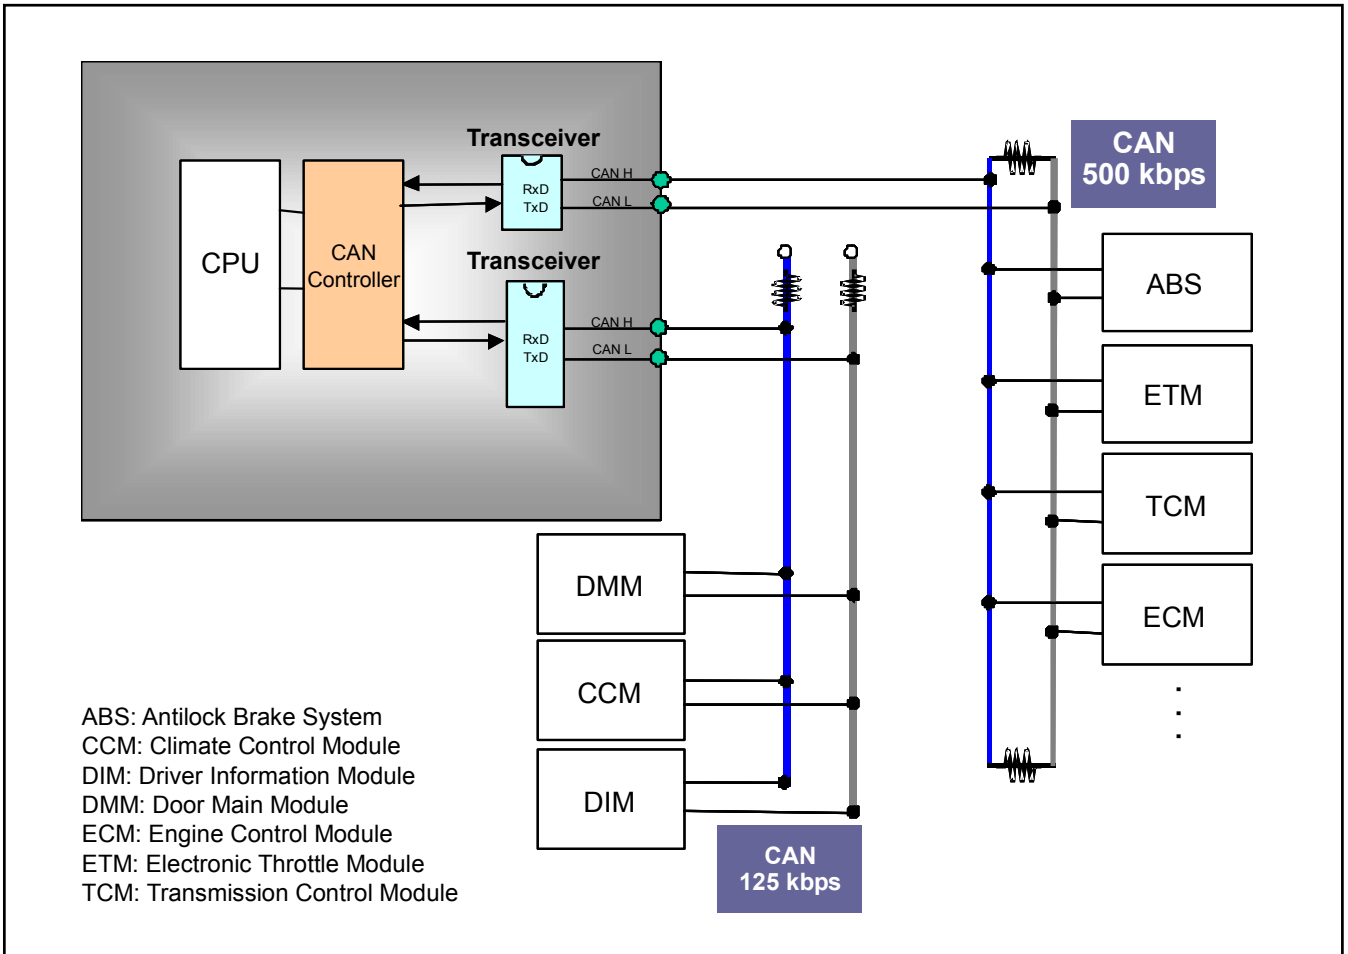 Transceiver
CAN H
RxD
TxD
CAN L
CAN
500 kbps
CPU
CAN
Controller
Transceiver
CAN H
RxD
TxD
CAN L
ABS
ETM
TCM
ECM
DMM
CCM
DIM
CAN
125 kbps
ABS: Antilock Brake System
CCM: Climate Control Module
DIM: Driver Information Module
DMM: Door Main Module
ECM: Engine Control Module
ETM: Electronic Throttle Module
TCM: Transmission Control Module